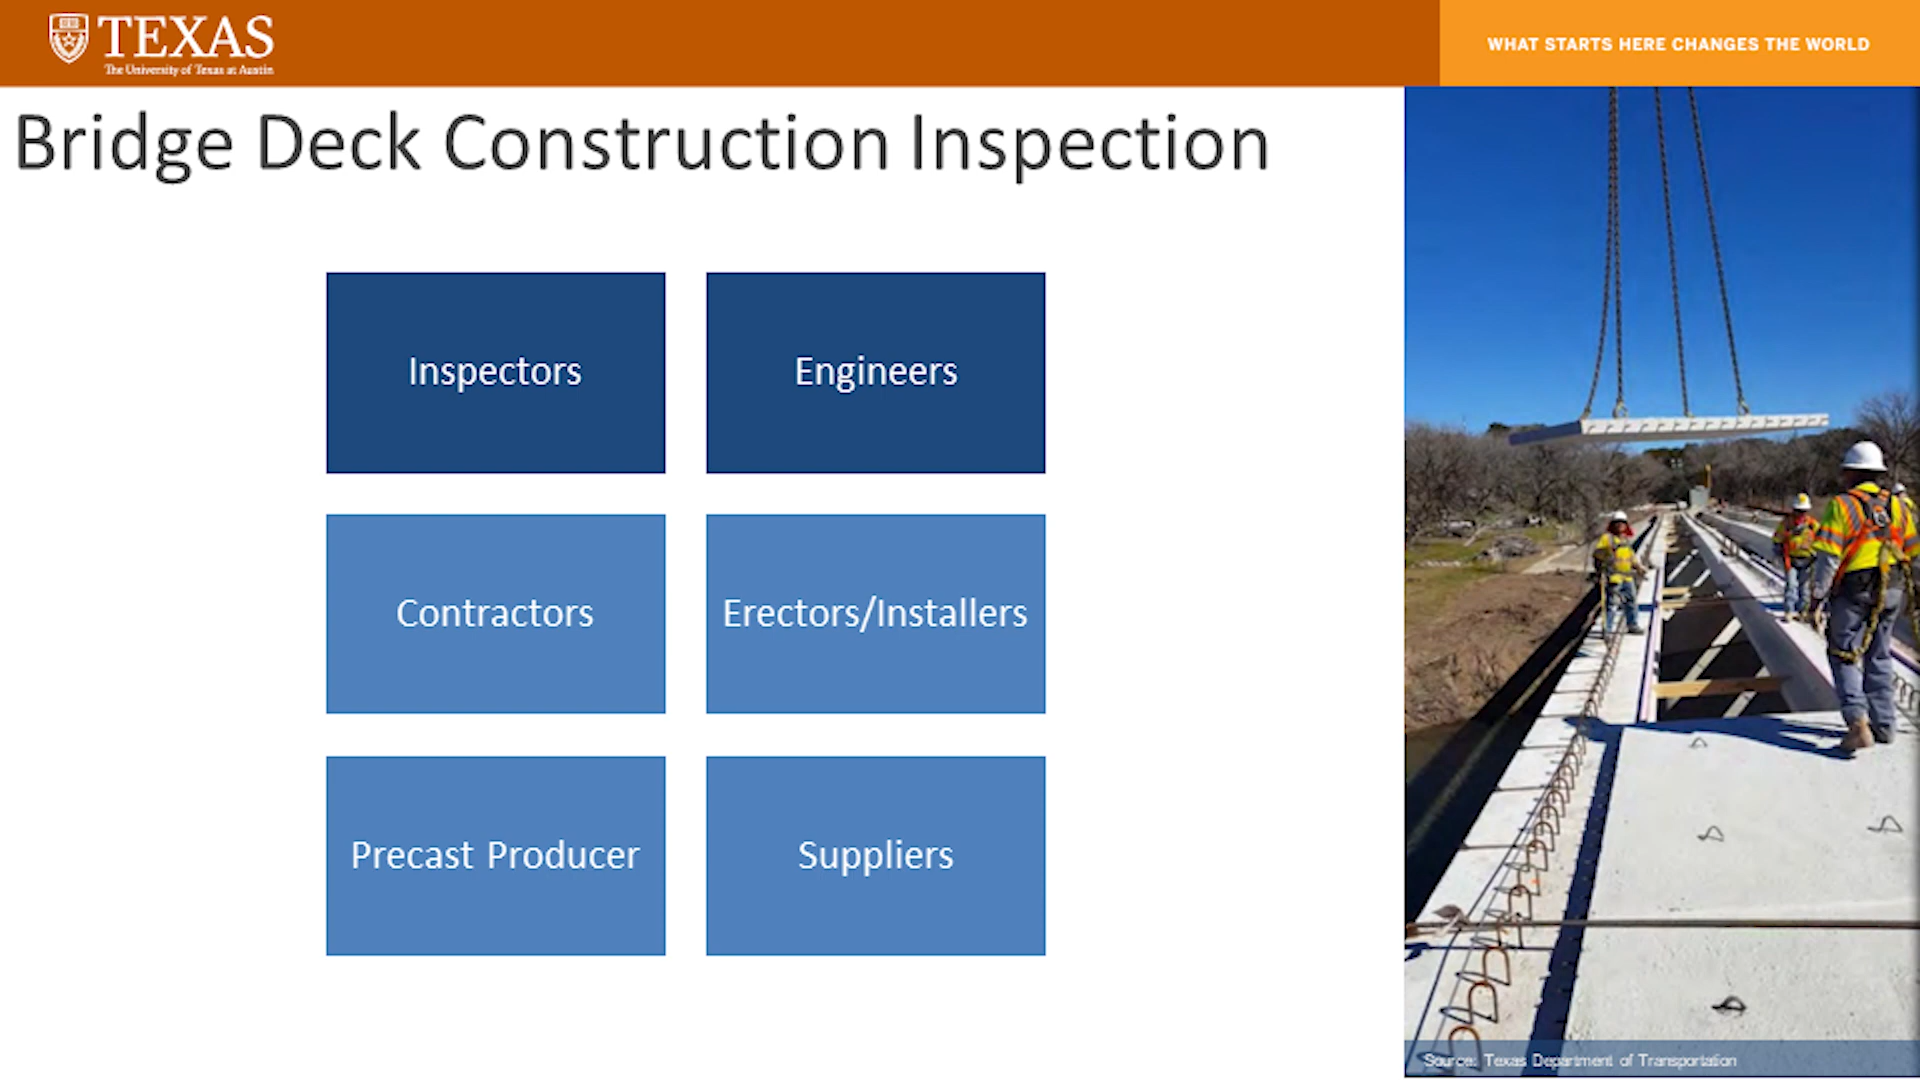 TEXAS
The University of Texas at Austin
WHAT STARTS HERE CHANGES THE WORLD
Bridge Deck Construction Inspection
Inspectors
Engineers
Contractors
Erectors/Installers
Precast Producer
Suppliers
Source: Texas Department of Transportation